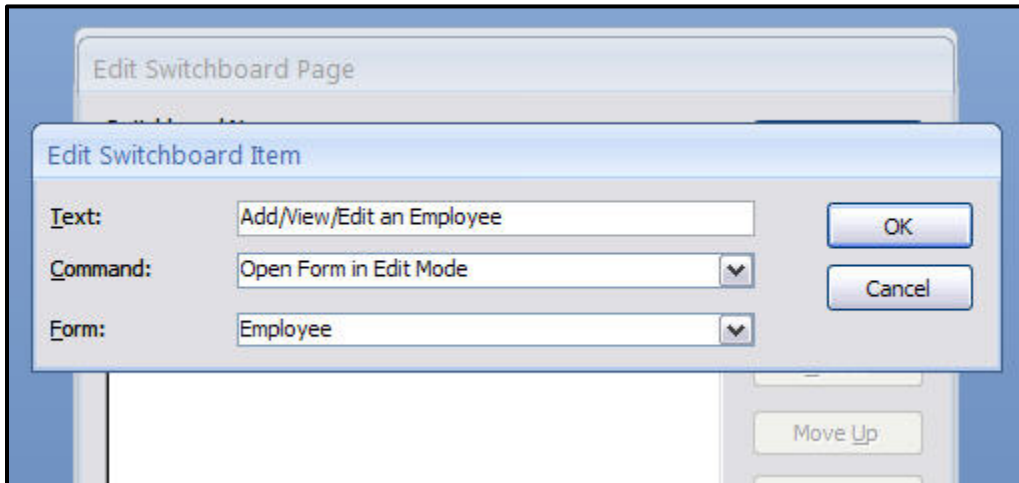 Edit Switchboard Page
Edit Switchboard Item
Text: Add/View/Edit an Employee OK
Command: Open Form in Edit Mode Cancel
Form: Employee
Move Up